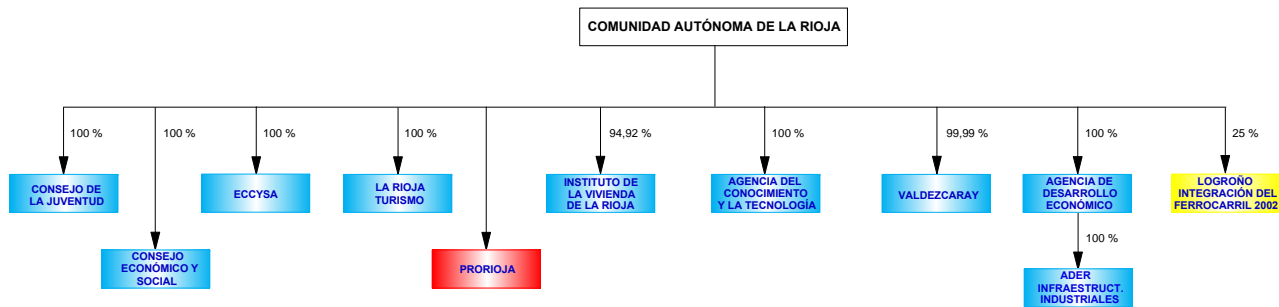 COMUNIDAD AUTÓNOMA DE LA RIOJA
100 %
100 %
100 %
100 %
94,92 %
100 %
99,99 %
100 %
25 %
CONSEJO DE
LA JUVENTUD
ECCYSA
LA RIOJA
TURISMO
INSTITUTO DE
LA VIVIENDA
DE LA RIOJA
AGENCIA DEL
CONOCIMIENTO
Y LA TECNOLOGÍA
VALDEZCARAY
AGENCIA DE
DESARROLLO
ECONÓMICO
LOGROÑO
INTEGRACIÓN DEL
FERROCARRIL 2002
100 %
CONSEJO
ECONÓMICO Y
SOCIAL
PRORIOJA
ADER
INFRAESTRUCT.
INDUSTRIALES